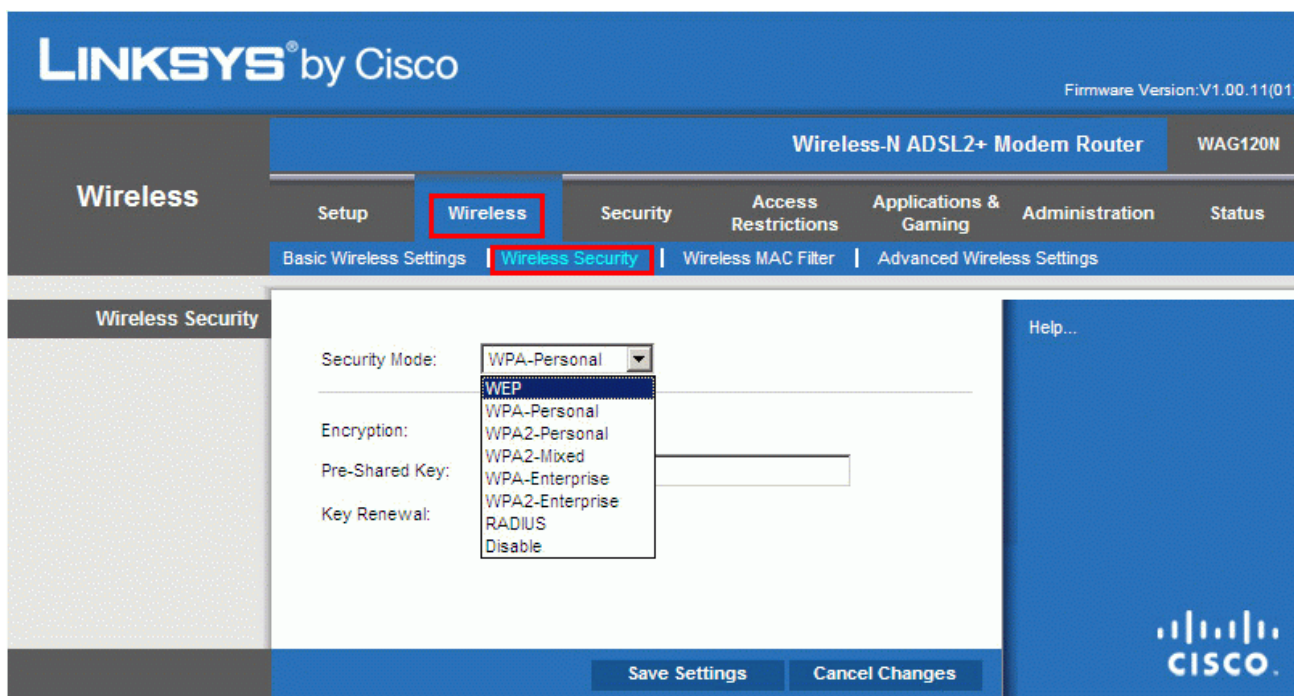 LINKSYS® by Cisco
Firmware Version:V1.00.11(01
Wireless-N ADSL2+ Modem Router
WAG120N
Wireless
Setup
Wireless
Security
Access Restrictions
Applications & Gaming
Administration
Status
Basic Wireless Settings | Wireless Security | Wireless MAC Filter | Advanced Wireless Settings
Wireless Security
Help...
Security Mode: WPA-Personal
WEP
WPA-Personal
WPA2-Personal
WPA2-Mixed
WPA-Enterprise
WPA2-Enterprise
RADIUS
Disable
Encryption:
Pre-Shared Key:
Key Renewal:
Save Settings
Cancel Changes
CISCO.